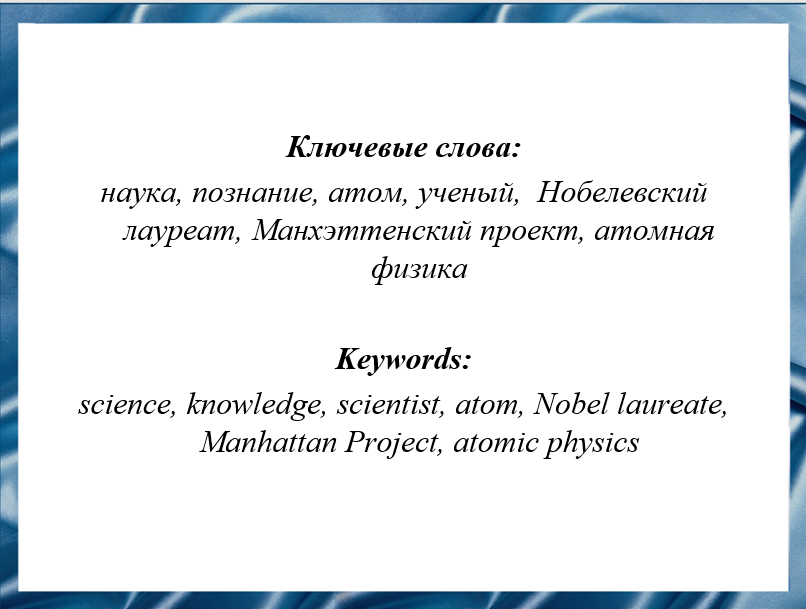 Ключевые слова:
наука, познание, атом, ученый,  Нобелевский
лауреат, Манхэттенский проект, атомная
физика
Keywords:
science, knowledge, scientist, atom, Nobel laureate,
Manhattan Project, atomic physics